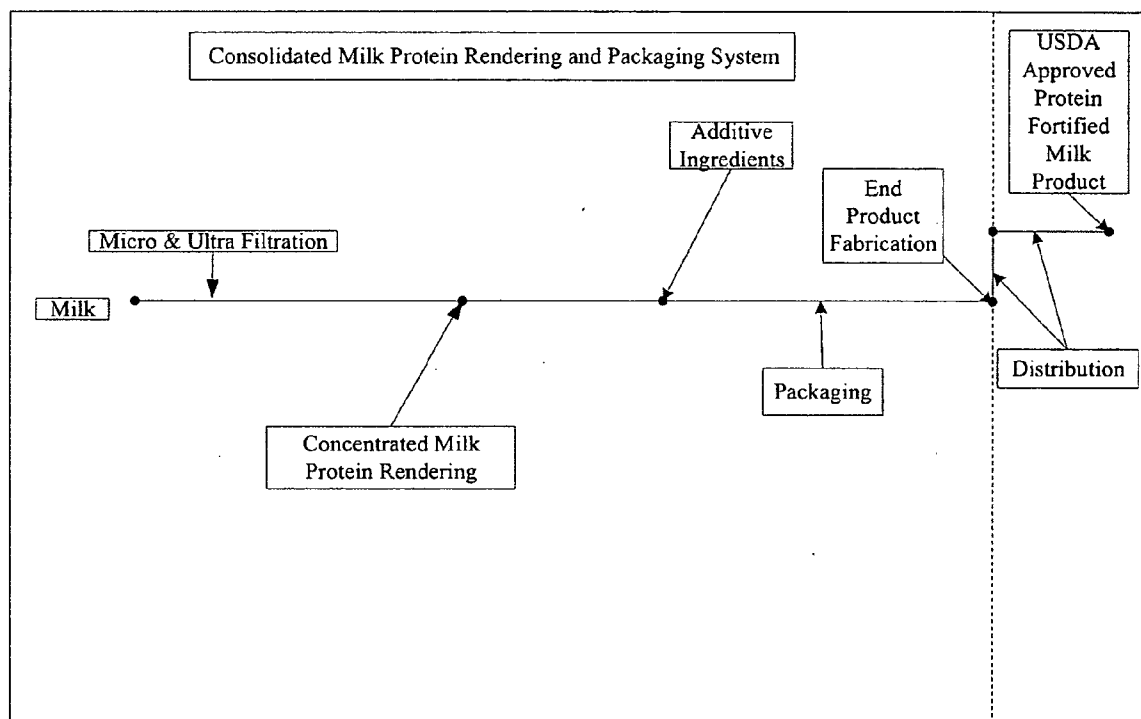 Consolidated Milk Protein Rendering and Packaging System
USDA
Approved
Protein
Fortified
Milk
Product
Additive
Ingredients
End
Product
Fabrication
Micro & Ultra Filtration
Milk
Distribution
Packaging
Concentrated Milk
Protein Rendering